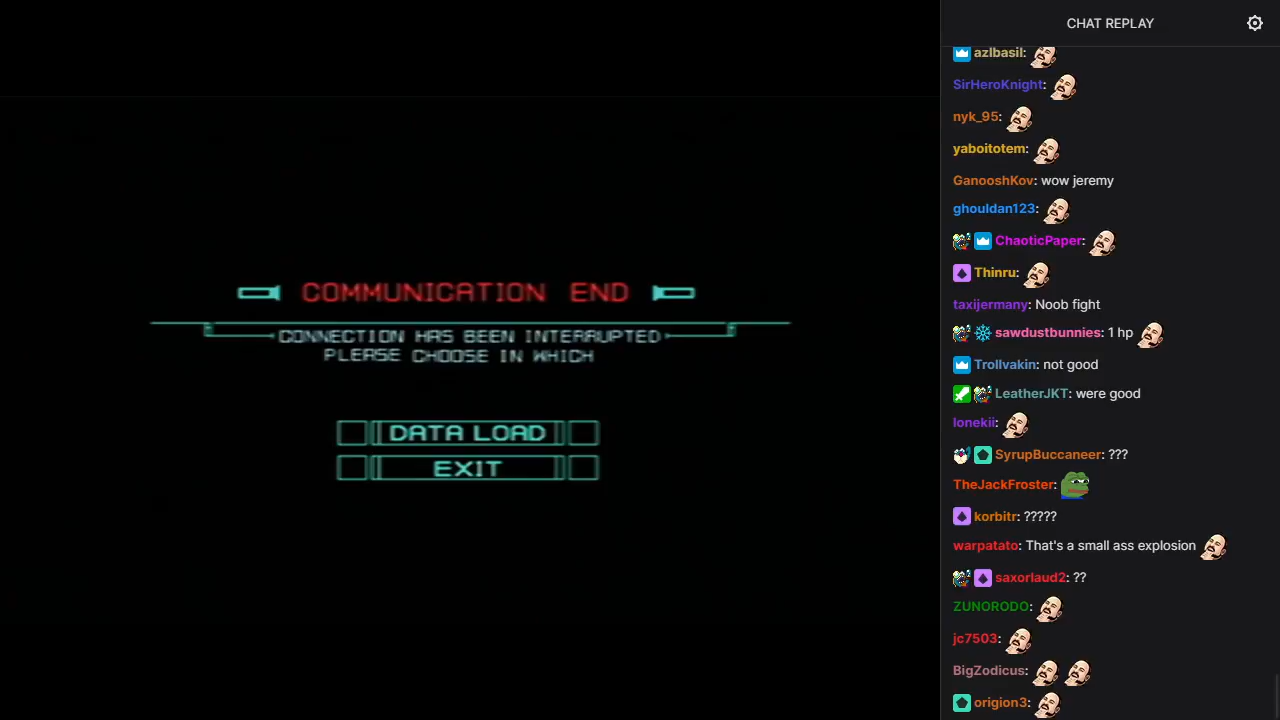 COMMUNICATION END
CONNECTION HAS BEEN INTERRUPTED
PLEASE CHOOSE IN WHICH
DATA LOAD
EXIT
CHAT REPLAY
azlbasil:
SirHeroKnight:
nyk_95:
yaboitotem:
GanooshKov: wow jeremy
ghouldan123:
ChaoticPaper:
Thinru:
taxijermany: Noob fight
sawdustbunnies: 1 hp
Trollvakin: not good
LeatherJKT: were good
lonekii:
SyrupBuccaneer: ???
TheJackFroster:
korbitr: ?????
warpatato: That's a small ass explosion
saxorlaud2: ??
ZUNORODO:
jc7503:
BigZodicus:
origion3: